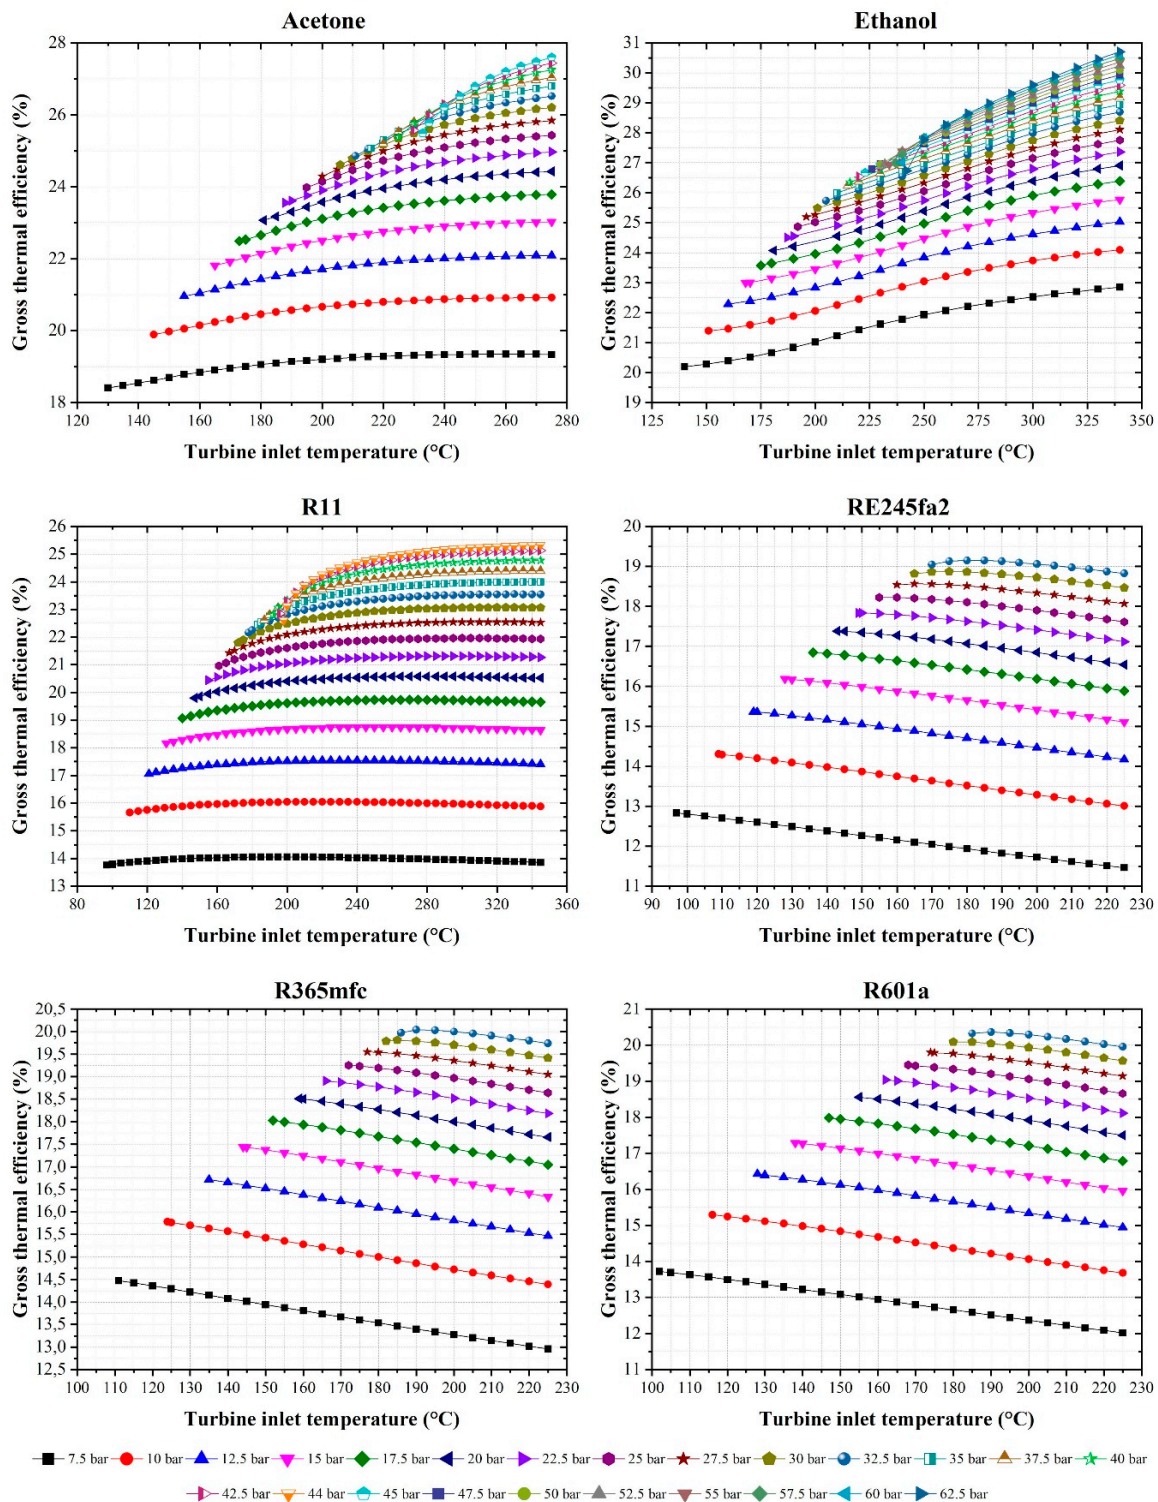 Acetone
Gross thermal efficiency (%)
28
26
24
22
20
18
120 140 160 180 200 220 240 260 280
Turbine inlet temperature (°C)
Ethanol
Gross thermal efficiency (%)
31
30
29
28
27
26
25
24
23
22
21
20
19
125 150 175 200 225 250 275 300 325 350
Turbine inlet temperature (°C)
R11
Gross thermal efficiency (%)
26
25
24
23
22
21
20
19
18
17
16
15
14
13
80 120 160 200 240 280 320 360
Turbine inlet temperature (°C)
RE245fa2
Gross thermal efficiency (%)
20
19
18
17
16
15
14
13
12
11
90 100 110 120 130 140 150 160 170 180 190 200 210 220 230
Turbine inlet temperature (°C)
R365mfc
Gross thermal efficiency (%)
20,5
20,0
19,5
19,0
18,5
18,0
17,5
17,0
16,5
16,0
15,5
15,0
14,5
14,0
13,5
13,0
12,5
100 110 120 130 140 150 160 170 180 190 200 210 220 230
Turbine inlet temperature (°C)
R601a
Gross thermal efficiency (%)
21
20
19
18
17
16
15
14
13
12
11
100 110 120 130 140 150 160 170 180 190 200 210 220 230
Turbine inlet temperature (°C)
7.5 bar 10 bar 12.5 bar 15 bar 17.5 bar 20 bar 22.5 bar 25 bar 27.5 bar 30 bar 32.5 bar 35 bar 37.5 bar 40 bar
42.5 bar 44 bar 45 bar 47.5 bar 50 bar 52.5 bar 55 bar 57.5 bar 60 bar 62.5 bar